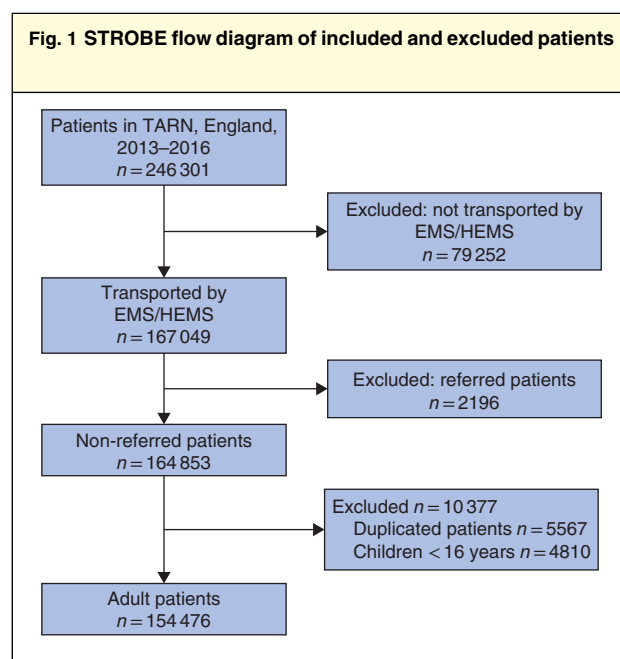 Fig. 1 STROBE flow diagram of included and excluded patients
Patients in TARN, England,
2013–2016
n = 246 301
Excluded: not transported by
EMS/HEMS
n = 79 252
Transported by
EMS/HEMS
n = 167 049
Excluded: referred patients
n = 2196
Non-referred patients
n = 164 853
Excluded n = 10 377
Duplicated patients n = 5567
Children < 16 years n = 4810
Adult patients
n = 154 476